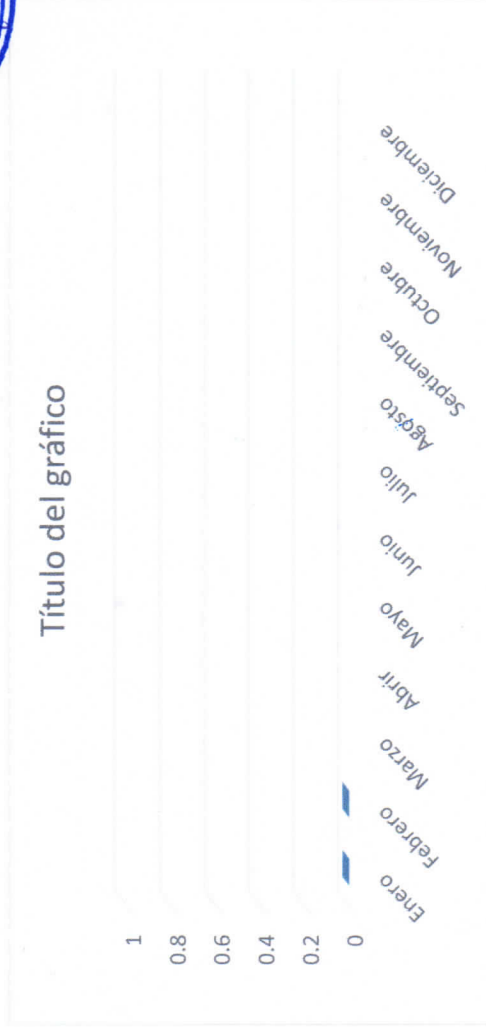 Título del gráfico
1
0.8
0.6
0.4
0.2
0
Enero
Febrero
Marzo
Abrir
Mayo
Junio
Julio
Agosto
Septiembre
Octubre
Noviembre
Diciembre